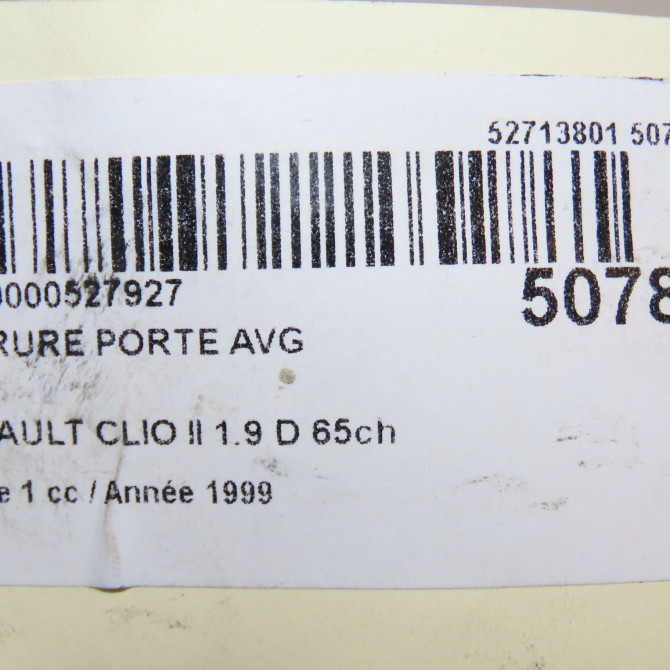 52713801 507
0000527927
5078
RURE PORTE AVG
AULT CLIO II 1.9 D 65ch
e 1 cc / Année 1999